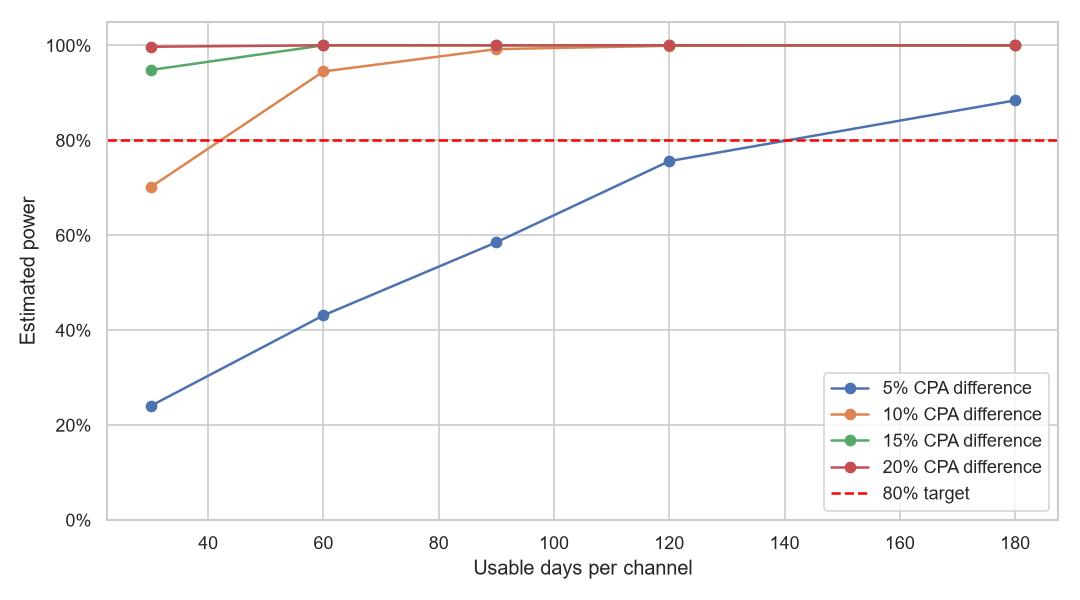 100%
80%
60%
40%
20%
0%
Estimated power
40
60
80
100
120
140
160
180
Usable days per channel
5% CPA difference
10% CPA difference
15% CPA difference
20% CPA difference
80% target